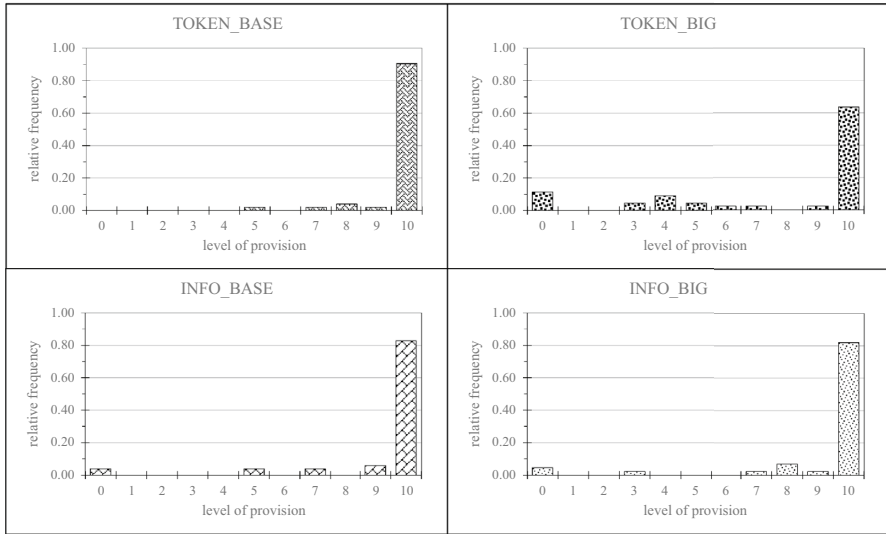 TOKEN_BASE
1.00
0.80
0.60
0.40
0.20
0.00
relative frequency
0 1 2 3 4 5 6 7 8 9 10
level of provision
TOKEN_BIG
1.00
0.80
0.60
0.40
0.20
0.00
relative frequency
0 1 2 3 4 5 6 7 8 9 10
level of provision
INFO_BASE
1.00
0.80
0.60
0.40
0.20
0.00
relative frequency
0 1 2 3 4 5 6 7 8 9 10
level of provision
INFO_BIG
1.00
0.80
0.60
0.40
0.20
0.00
relative frequency
0 1 2 3 4 5 6 7 8 9 10
level of provision